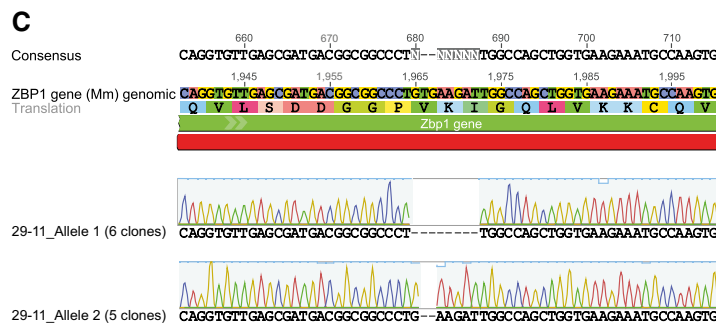 C
660 670 680 690 700 710
Consensus CAGGTGTTGAGCGATGACGGCGGCCCTN--NNNNNTGGCCAGCTGGTGAAGAAATGCCAAGTG
1,945 1,955 1,965 1,975 1,985 1,995
ZBP1 gene (Mm) genomic CAGGTGTTGAGCGATGACGGCGGCCCTGTGAAGATTGGCCAGCTGGTGAAGAAATGCCAAGTG
Translation Q V L S D D G G P V K I G Q L V K K C Q V
Zbp1 gene
29-11_Allele 1 (6 clones) CAGGTGTTGAGCGATGACGGCGGCCCT--------TGGCCAGCTGGTGAAGAAATGCCAAGTG
29-11_Allele 2 (5 clones) CAGGTGTTGAGCGATGACGGCGGCCCTG--AAGATTGGCCAGCTGGTGAAGAAATGCCAAGTG